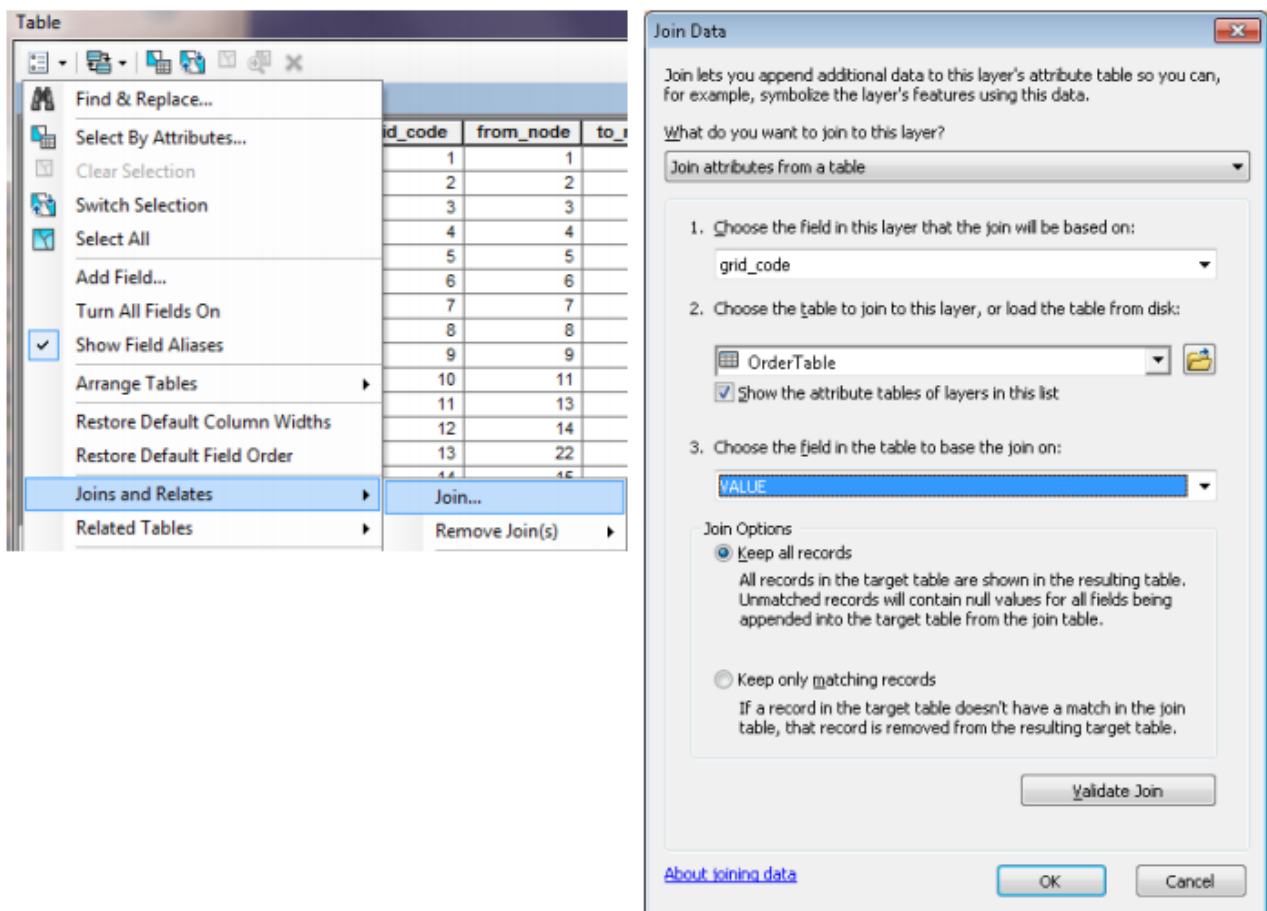 Table
Find & Replace...
Select By Attributes...
Clear Selection
Switch Selection
Select All
Add Field...
Turn All Fields On
Show Field Aliases
Arrange Tables
Restore Default Column Widths
Restore Default Field Order
Joins and Relates
Related Tables
id_code from_node to_
1 1
2 2
3 3
4 4
5 5
6 6
7 7
8 8
9 9
10 11
11 13
12 14
13 22
14 15
Join...
Remove Join(s)
Join Data
Join lets you append additional data to this layer's attribute table so you can,
for example, symbolize the layer's features using this data.
What do you want to join to this layer?
Join attributes from a table
1. Choose the field in this layer that the join will be based on:
grid_code
2. Choose the table to join to this layer, or load the table from disk:
OrderTable
Show the attribute tables of layers in this list
3. Choose the field in the table to base the join on:
VALUE
Join Options
Keep all records
All records in the target table are shown in the resulting table.
Unmatched records will contain null values for all fields being
appended into the target table from the join table.
Keep only matching records
If a record in the target table doesn't have a match in the join
table, that record is removed from the resulting target table.
Validate Join
About joining data
OK
Cancel